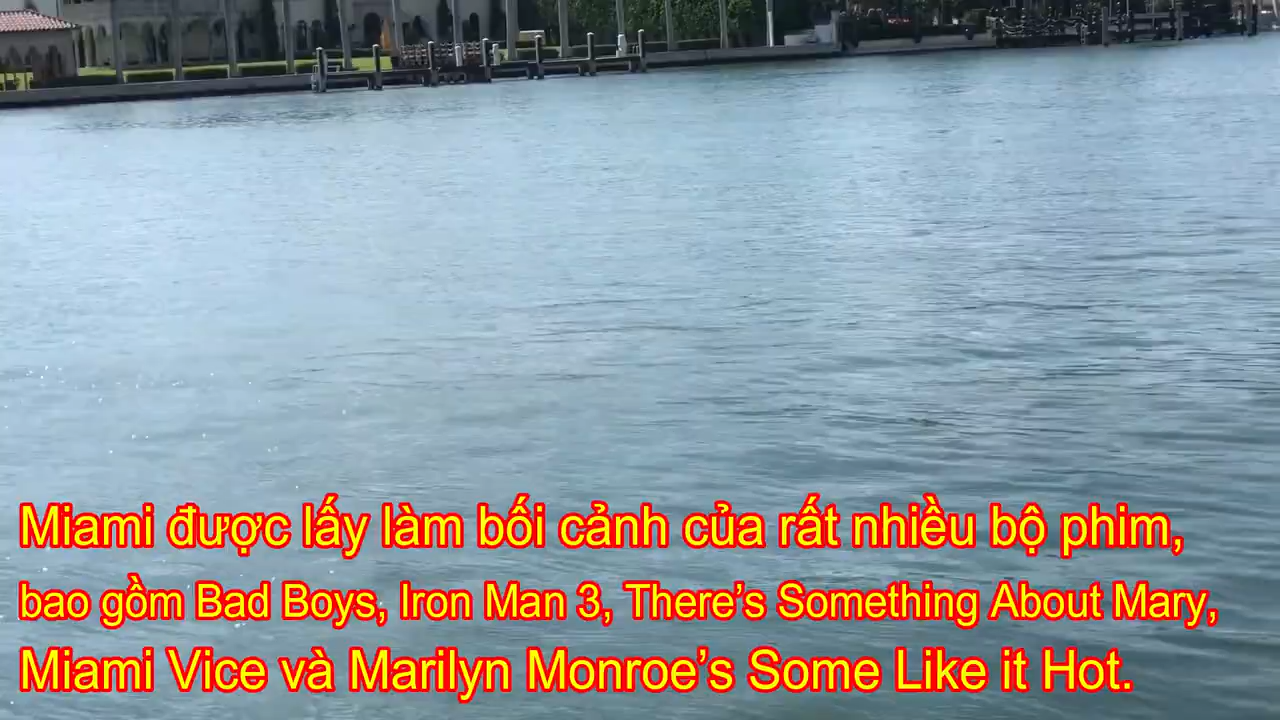 Miami được lấy làm bối cảnh của rất nhiều bộ phim,
bao gồm Bad Boys, Iron Man 3, There’s Something About Mary,
Miami Vice và Marilyn Monroe’s Some Like it Hot.